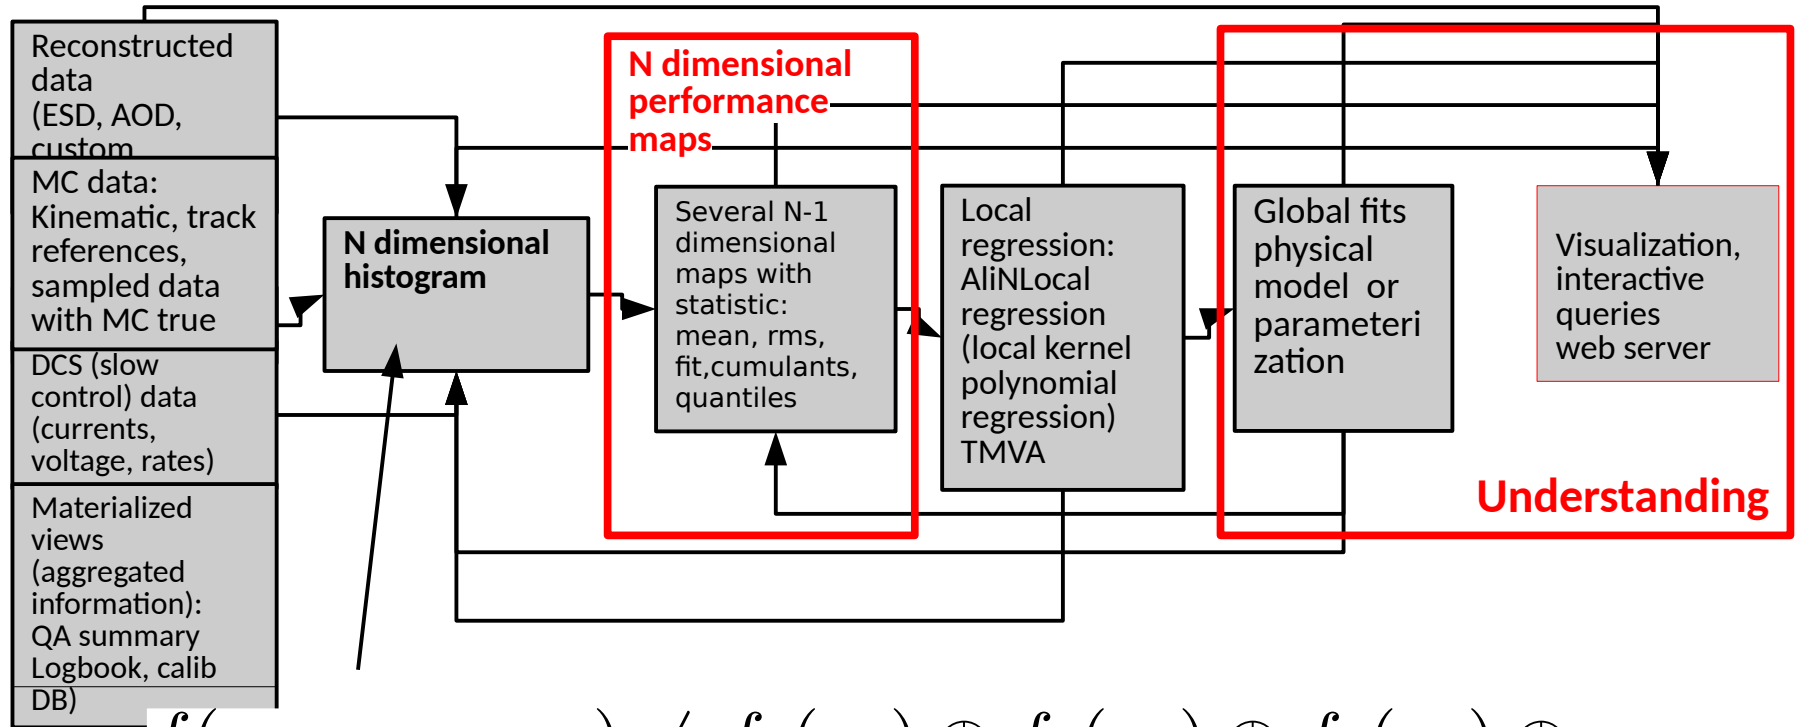 Reconstructed
data
(ESD, AOD,
custom
MC data:
Kinematic, track
references,
sampled data
with MC true
DCS (slow
control) data
(currents,
voltage, rates)
Materialized
views
(aggregated
information):
QA summary
Logbook, calib
DB)
N dimensional
histogram
N dimensional
performance
maps
Several N-1
dimensional
maps with
statistic:
mean, rms,
fit,cumulants,
quantiles
Local
regression:
AliNLocal
regression
(local kernel
polynomial
regression)
TMVA
Global fits
physical
model or
parameteri
zation
Visualization,
interactive
queries
web server
Understanding